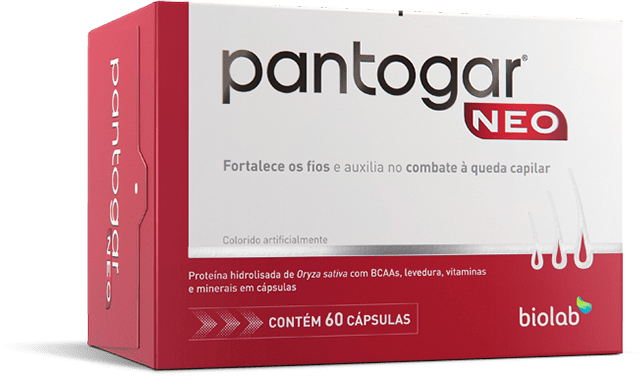 pantogar®
NEO
Fortalece os fios e auxilia no combate à queda capilar
Colorido artificialmente
Proteína hidrolisada de Oryza sativa com BCAAs, levedura, vitaminas
e minerais em cápsulas
CONTÉM 60 CÁPSULAS
biolab
pantogar
NEO